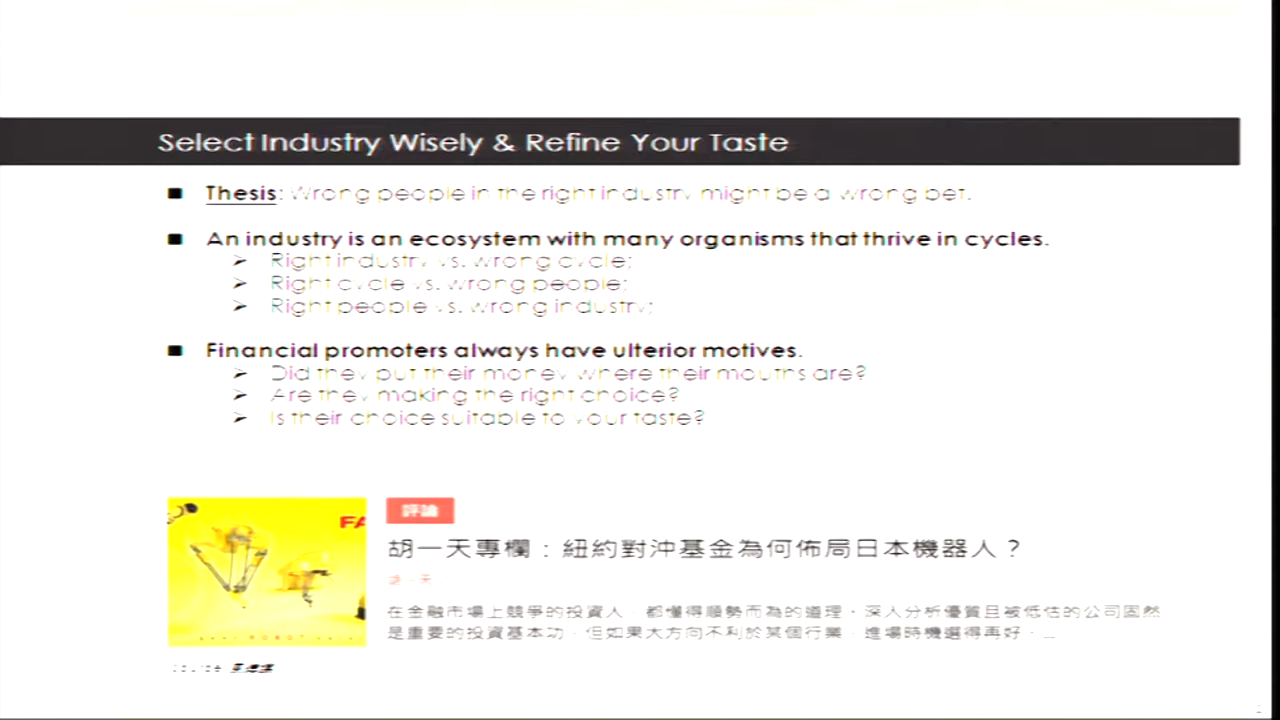 Select Industry Wisely & Refine Your Taste
■ Thesis: Wrong people in the right industry might be a wrong bet.
■ An industry is an ecosystem with many organisms that thrive in cycles.
➢ Right industry vs. wrong cycle;
➢ Right cycle vs. wrong people;
➢ Right people vs. wrong industry;
■ Financial promoters always have ulterior motives.
➢ Did they put their money where their mouths are?
➢ Are they making the right choice?
➢ Is their choice suitable to your taste?
FA
評論
胡一天專欄：紐約對沖基金為何佈局日本機器人？
胡一天
ROBOT
在金融市場上競爭的投資人，都懂得順勢而為的道理。深入分析優質且被低估的公司固然
是重要的投資基本功，但如果大方向不利於某個行業，進場時機選得再好，...
Source